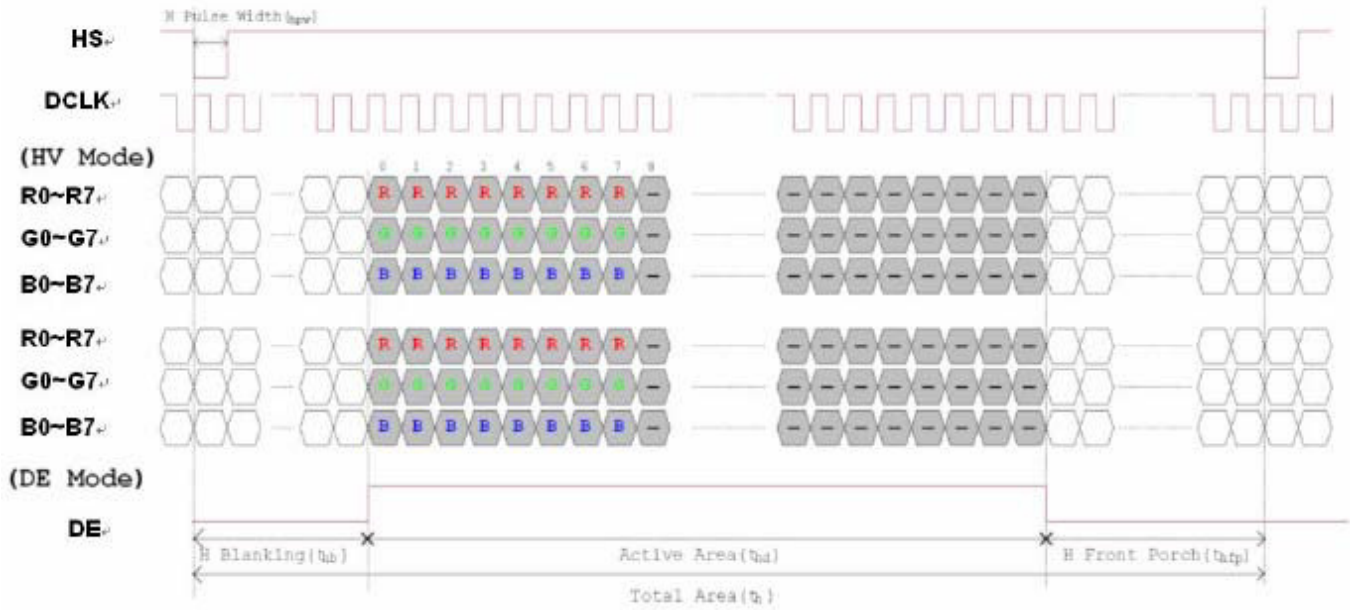 H Pulse Width(thpw)
HS
DCLK
(HV Mode)
0 1 2 3 4 5 6 7 8
R0~R7 R R R R R R R R - - - - - - - - -
G0~G7 G G G G G G G G - - - - - - - - -
B0~B7 B B B B B B B B - - - - - - - - -
R0~R7 R R R R R R R R - - - - - - - - -
G0~G7 G G G G G G G G - - - - - - - - -
B0~B7 B B B B B B B B - - - - - - - - -
(DE Mode)
DE
H Blanking(thb) Active Area(thd) H Front Porch(thfp)
Total Area(th)